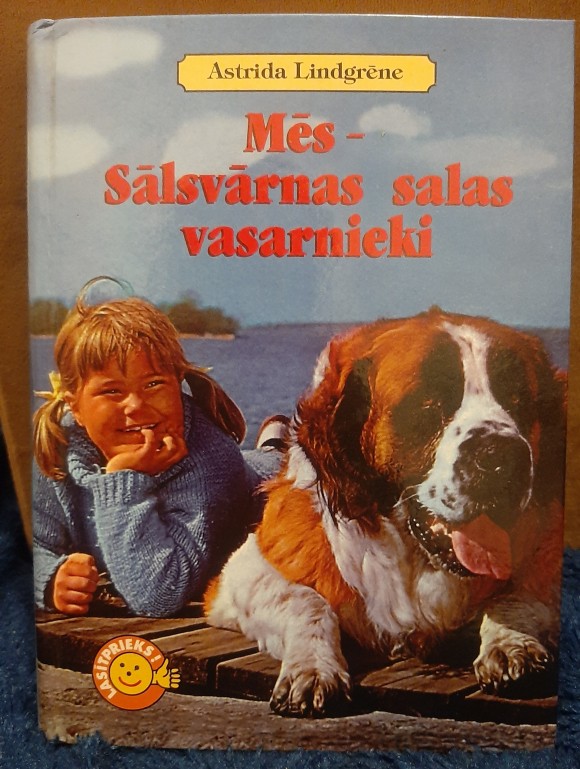 Astrida Lindgrēne
Mēs -
Sālsvārnas salas
vasarnieki
LASĪTPRIEKS!